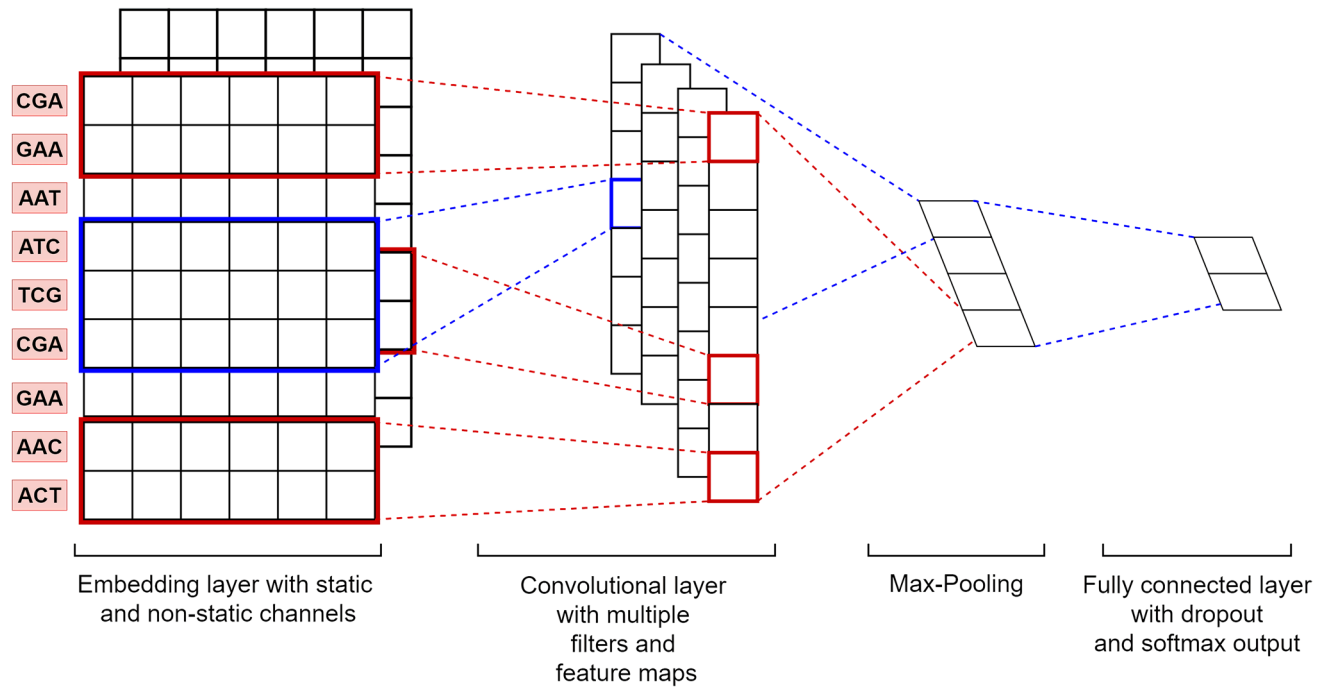 CGA
GAA
AAT
ATC
TCG
CGA
GAA
AAC
ACT
Embedding layer with static
and non-static channels
Convolutional layer
with multiple
filters and
feature maps
Max-Pooling
Fully connected layer
with dropout
and softmax output